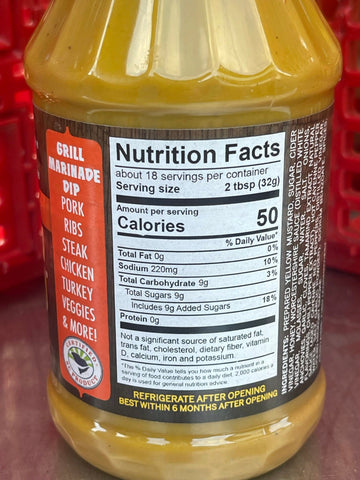 GRILL
MARINADE
DIP
PORK
RIBS
STEAK
CHICKEN
TURKEY
VEGGIES
& MORE!
Nutrition Facts
about 18 servings per container
Serving size 2 tbsp (32g)
Amount per serving
Calories 50
% Daily Value*
Total Fat 0g 0%
Sodium 220mg 10%
Total Carbohydrate 9g 3%
Total Sugars 9g
Includes 9g Added Sugars 18%
Protein 0g
Not a significant source of saturated fat,
trans fat, cholesterol, dietary fiber, vitamin
D, calcium, iron and potassium.
*The % Daily Value tells you how much a nutrient in a
serving of food contributes to a daily diet. 2,000 calories a
day is used for general nutrition advice.
REFRIGERATE AFTER OPENING
BEST WITHIN 6 MONTHS AFTER OPENING
INGREDIENTS: PREPARED YELLOW MUSTARD, SUGAR, CIDER